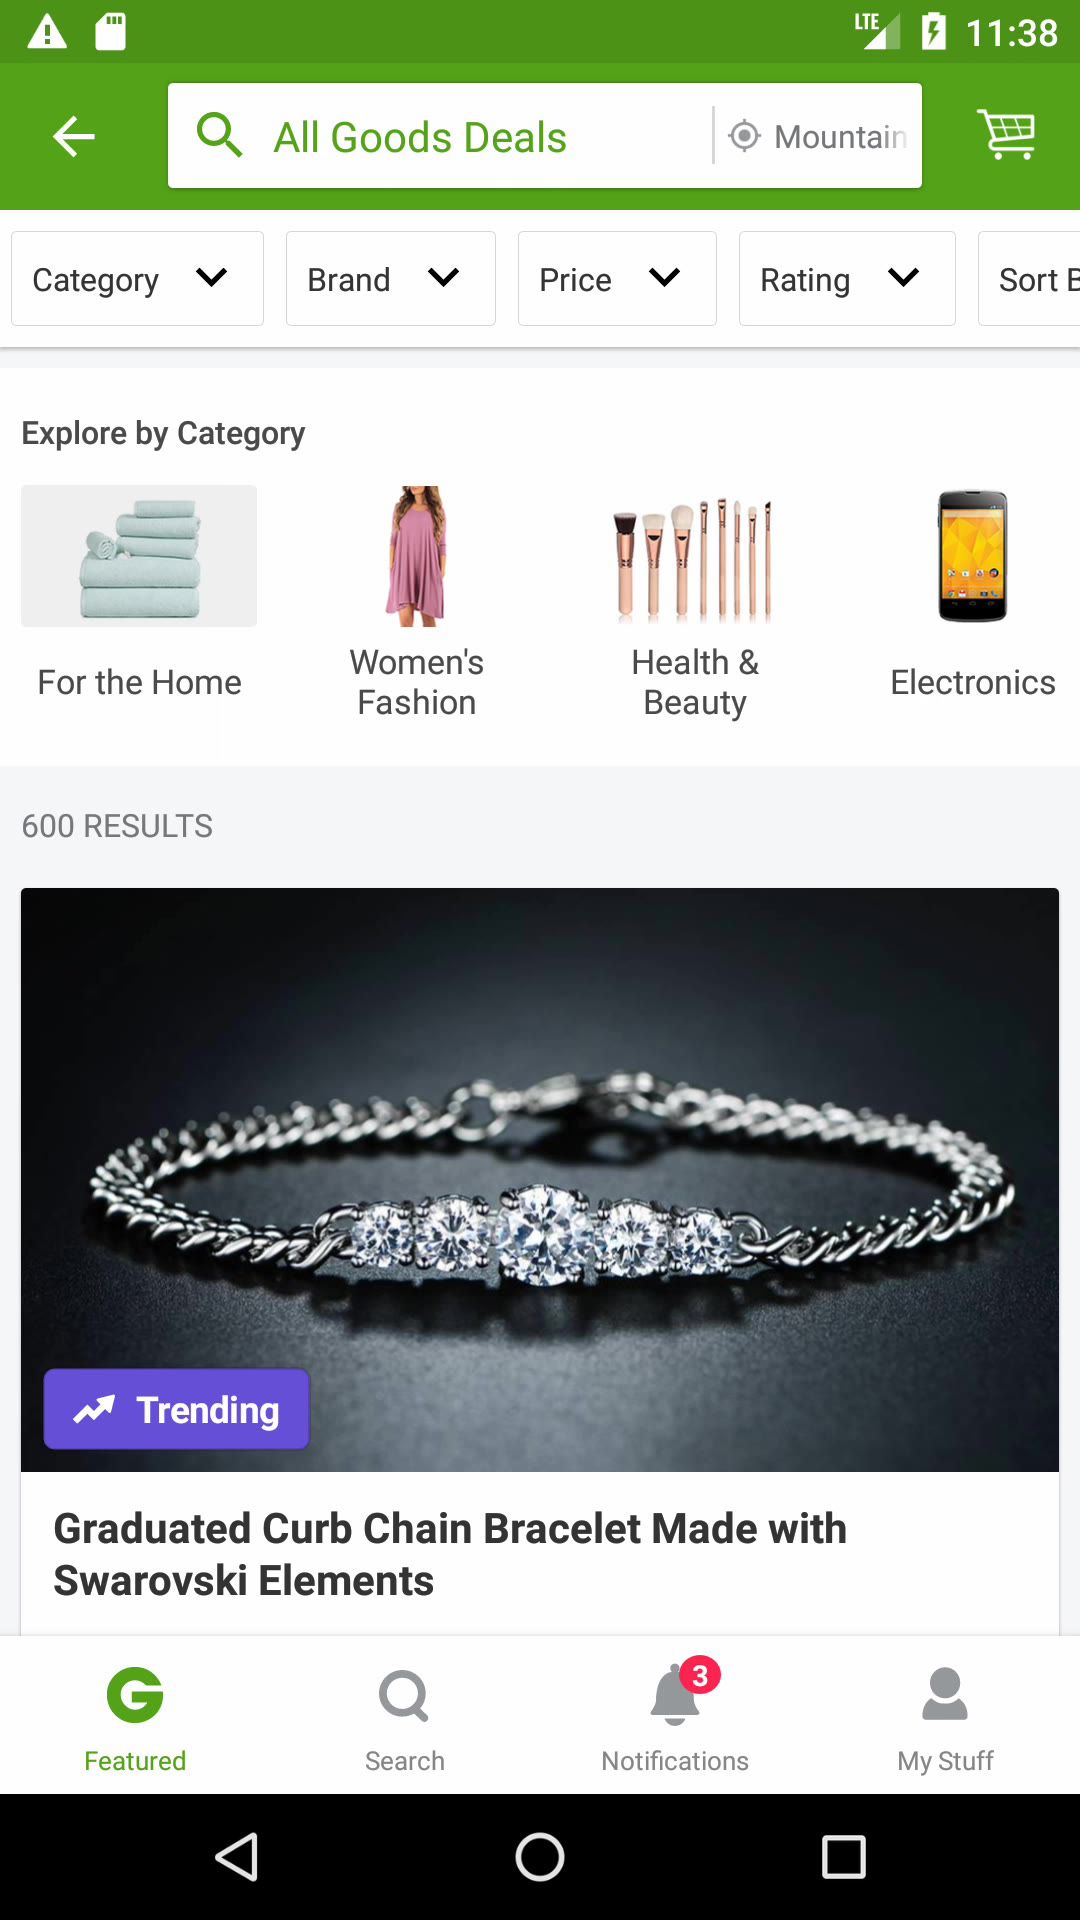 LTE 11:38
All Goods Deals Mountain
Category Brand Price Rating Sort B
Explore by Category
For the Home
Women's
Fashion
Health &
Beauty
Electronics
600 RESULTS
Trending
Graduated Curb Chain Bracelet Made with
Swarovski Elements
3
Featured Search Notifications My Stuff